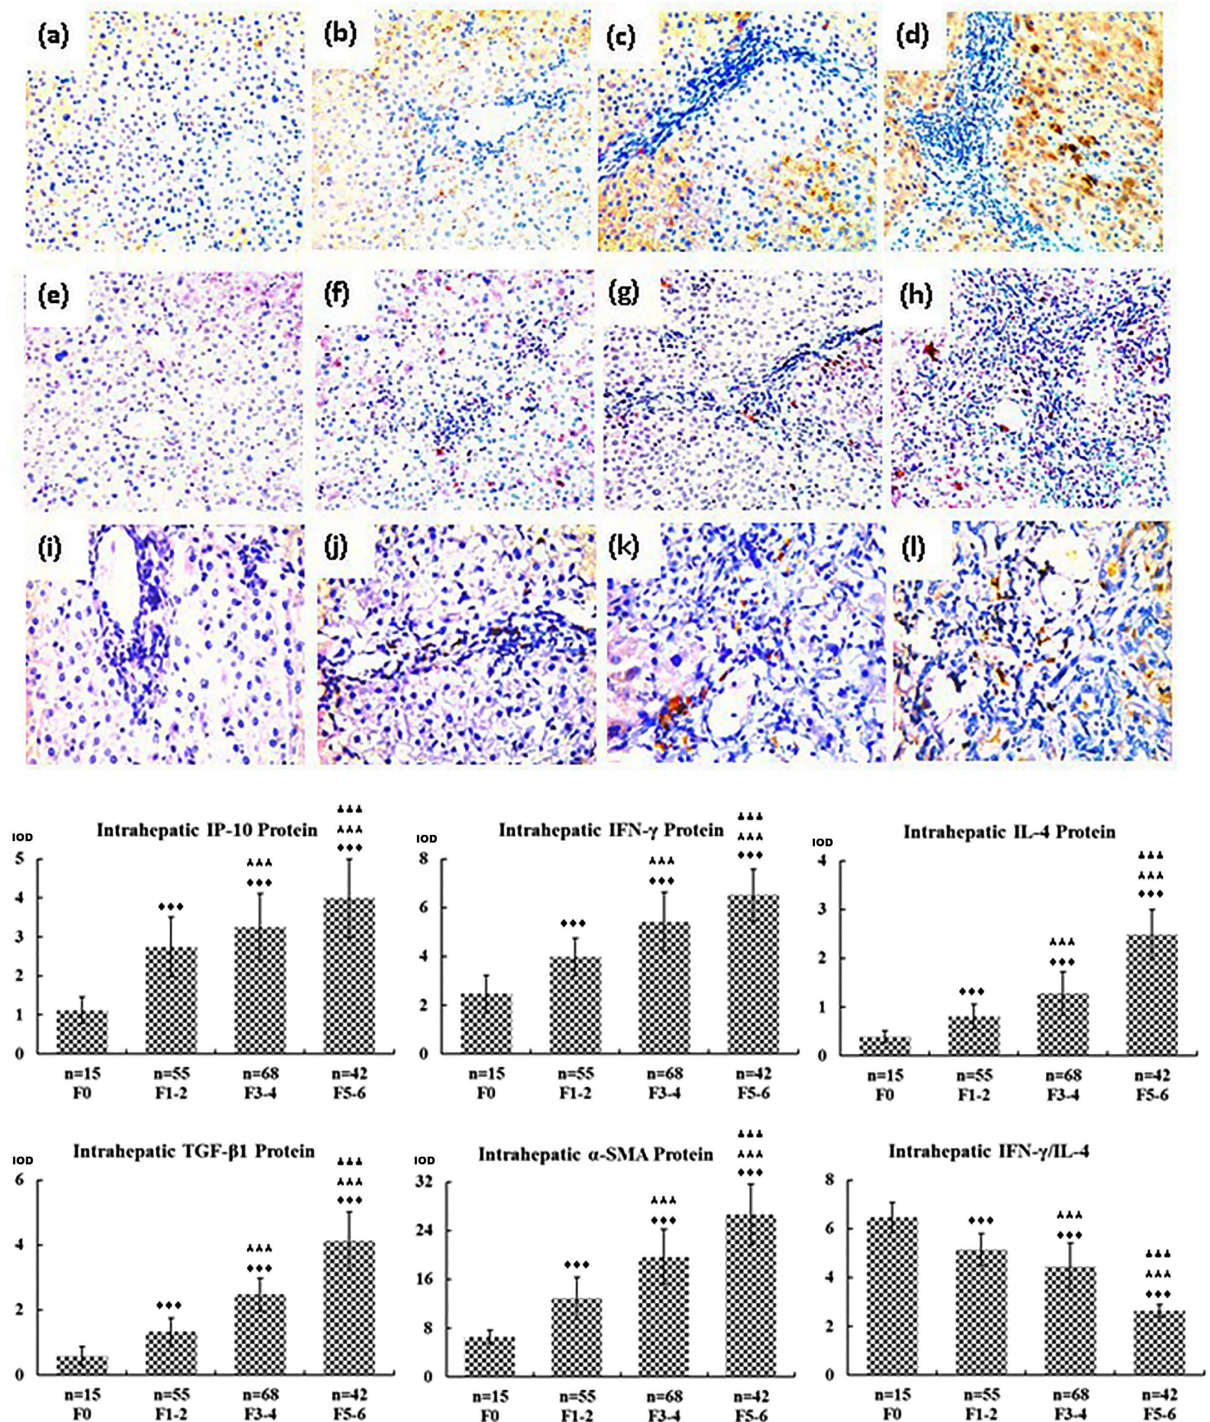 (a) (b) (c) (d)
(e) (f) (g) (h)
(i) (j) (k) (l)
Intrahepatic IP-10 Protein
IOD
5
4
3
2
1
0
♦♦♦
♦♦♦
♦♦♦
n=15 n=55 n=68 n=42
F0 F1-2 F3-4 F5-6
Intrahepatic IFN-γ Protein
IOD
8
6
4
2
0
♦♦♦
♦♦♦
♦♦♦
n=15 n=55 n=68 n=42
F0 F1-2 F3-4 F5-6
Intrahepatic IL-4 Protein
IOD
4
3
2
1
0
♦♦♦
♦♦♦
♦♦♦
n=15 n=55 n=68 n=42
F0 F1-2 F3-4 F5-6
Intrahepatic TGF-β1 Protein
IOD
6
4
2
0
♦♦♦
♦♦♦
♦♦♦
n=15 n=55 n=68 n=42
F0 F1-2 F3-4 F5-6
Intrahepatic α-SMA Protein
IOD
32
24
16
8
0
♦♦♦
♦♦♦
♦♦♦
n=15 n=55 n=68 n=42
F0 F1-2 F3-4 F5-6
Intrahepatic IFN-γ/IL-4
8
6
4
2
0
♦♦♦
♦♦♦
♦♦♦
n=15 n=55 n=68 n=42
F0 F1-2 F3-4 F5-6